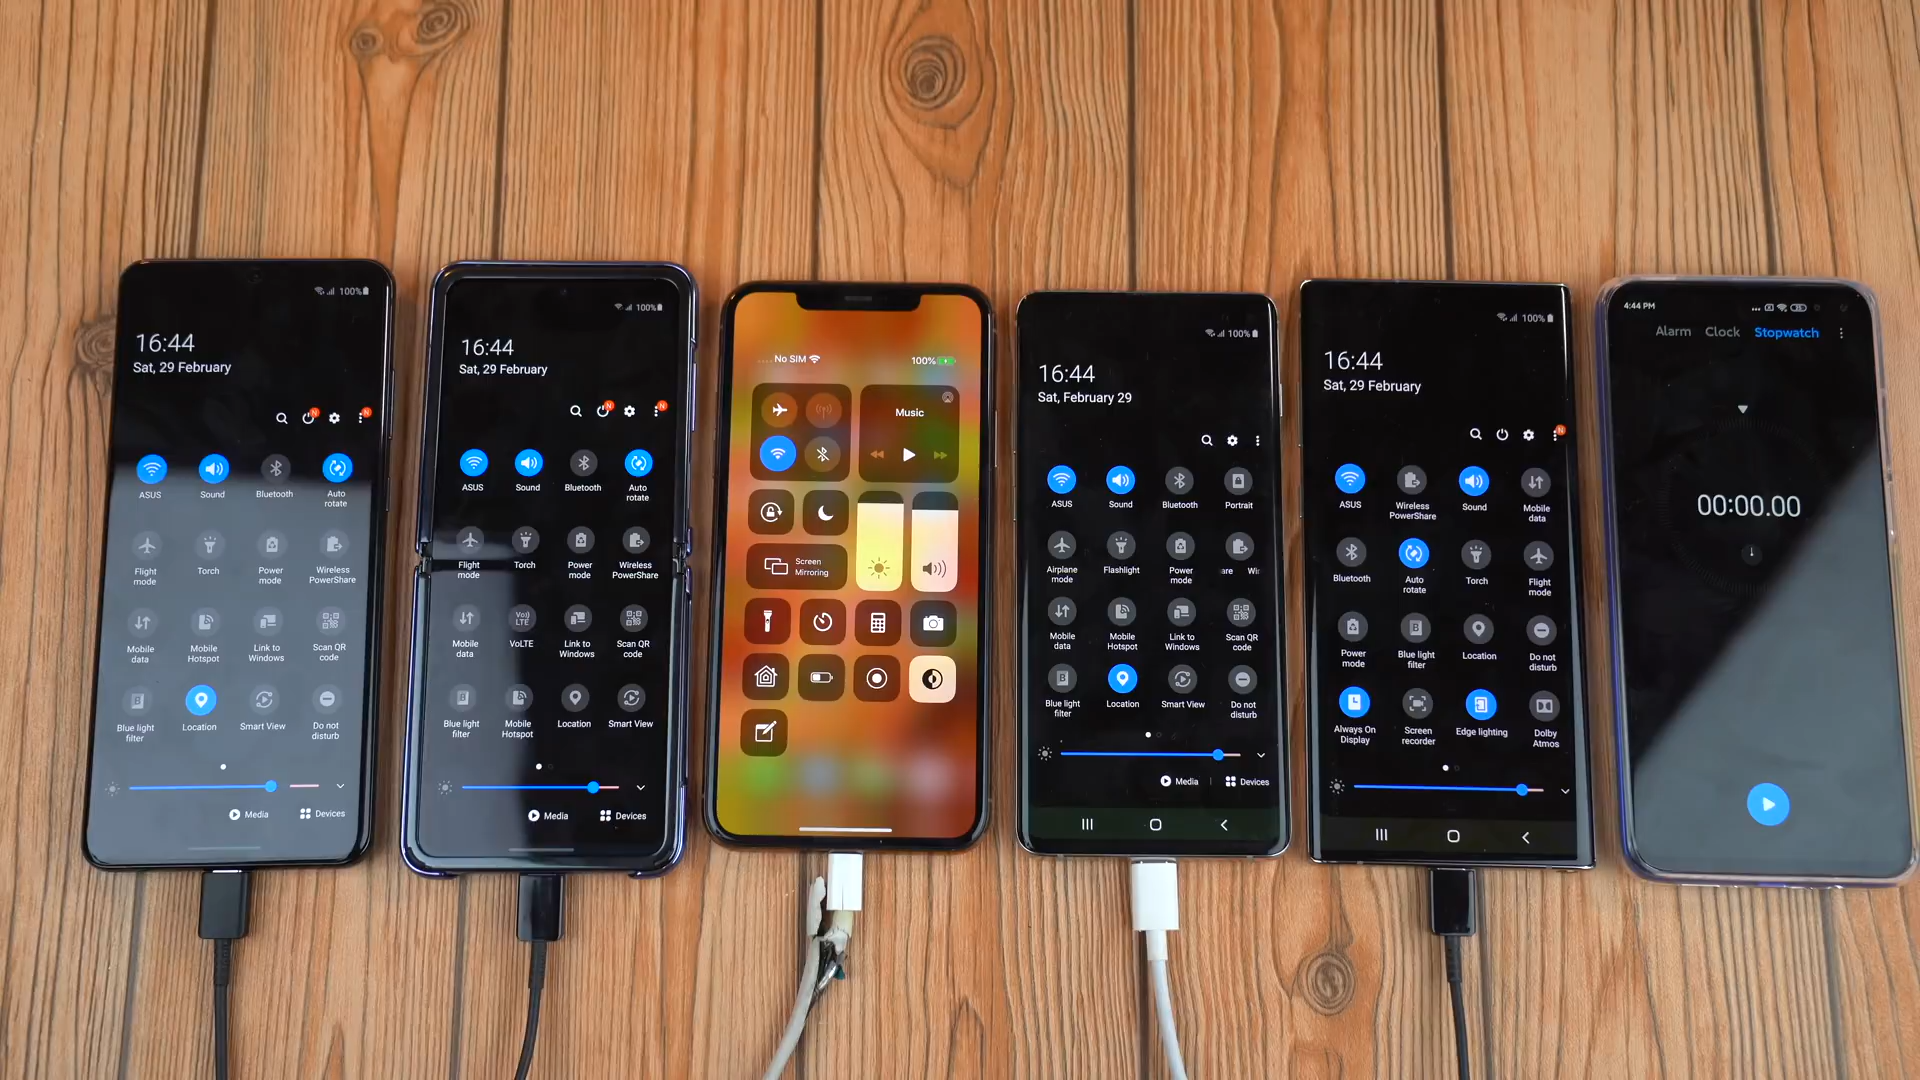 100%
16:44
Sat, 29 February
N
N
ASUS
Sound
Bluetooth
Auto
rotate
Flight
mode
Torch
Power
mode
Wireless
PowerShare
Mobile
data
Mobile
Hotspot
Link to
Windows
Scan QR
code
B
Blue light
filter
Location
Smart View
Do not
disturb
Media
Devices
100%
16:44
Sat, 29 February
N
N
ASUS
Sound
Bluetooth
Auto
rotate
Flight
mode
Torch
Power
mode
Wireless
PowerShare
Mobile
data
Vo))
LTE
VoLTE
Link to
Windows
Scan QR
code
B
Blue light
filter
Mobile
Hotspot
Location
Smart View
Media
Devices
No SIM
100%
Music
Screen
Mirroring
100%
16:44
Sat, February 29
ASUS
Sound
Bluetooth
Portrait
Airplane
mode
Flashlight
Power
mode
are Wir
Mobile
data
Mobile
Hotspot
Link to
Windows
Scan QR
code
B
Blue light
filter
Location
Smart View
Do not
disturb
Media
Devices
100%
16:44
Sat, 29 February
N
ASUS
Wireless
PowerShare
Sound
Mobile
data
Bluetooth
Auto
rotate
Torch
Flight
mode
Power
mode
B
Blue light
filter
Location
Do not
disturb
Always On
Display
Screen
recorder
Edge lighting
Dolby
Atmos
4:44 PM
Alarm Clock Stopwatch
00:00.00